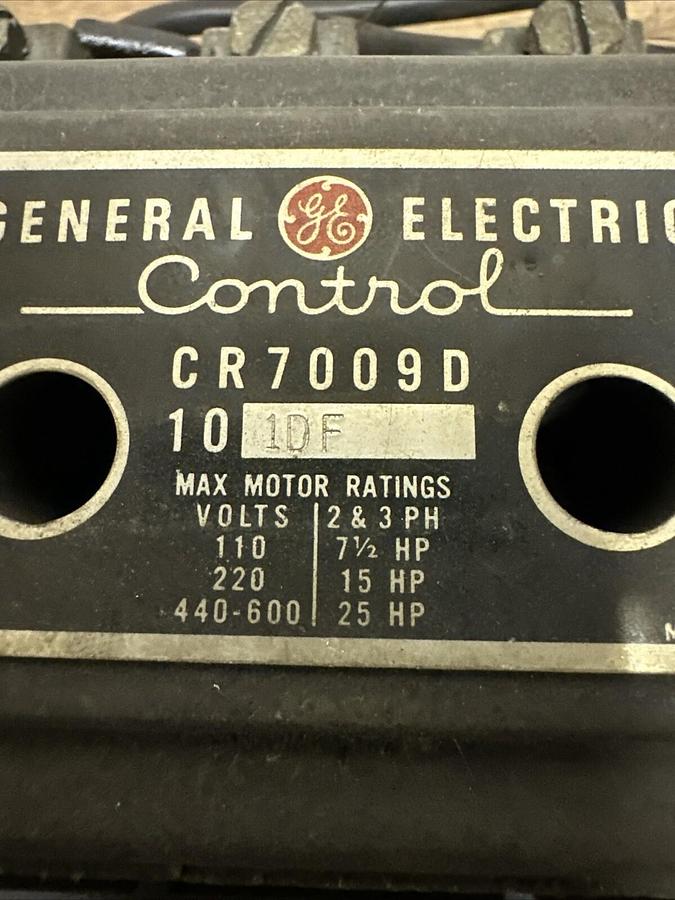 GENERAL GE ELECTRIC
Control
CR7009D
10 1DF
MAX MOTOR RATINGS
VOLTS | 2 & 3 PH
110 | 7½ HP
220 | 15 HP
440-600 | 25 HP